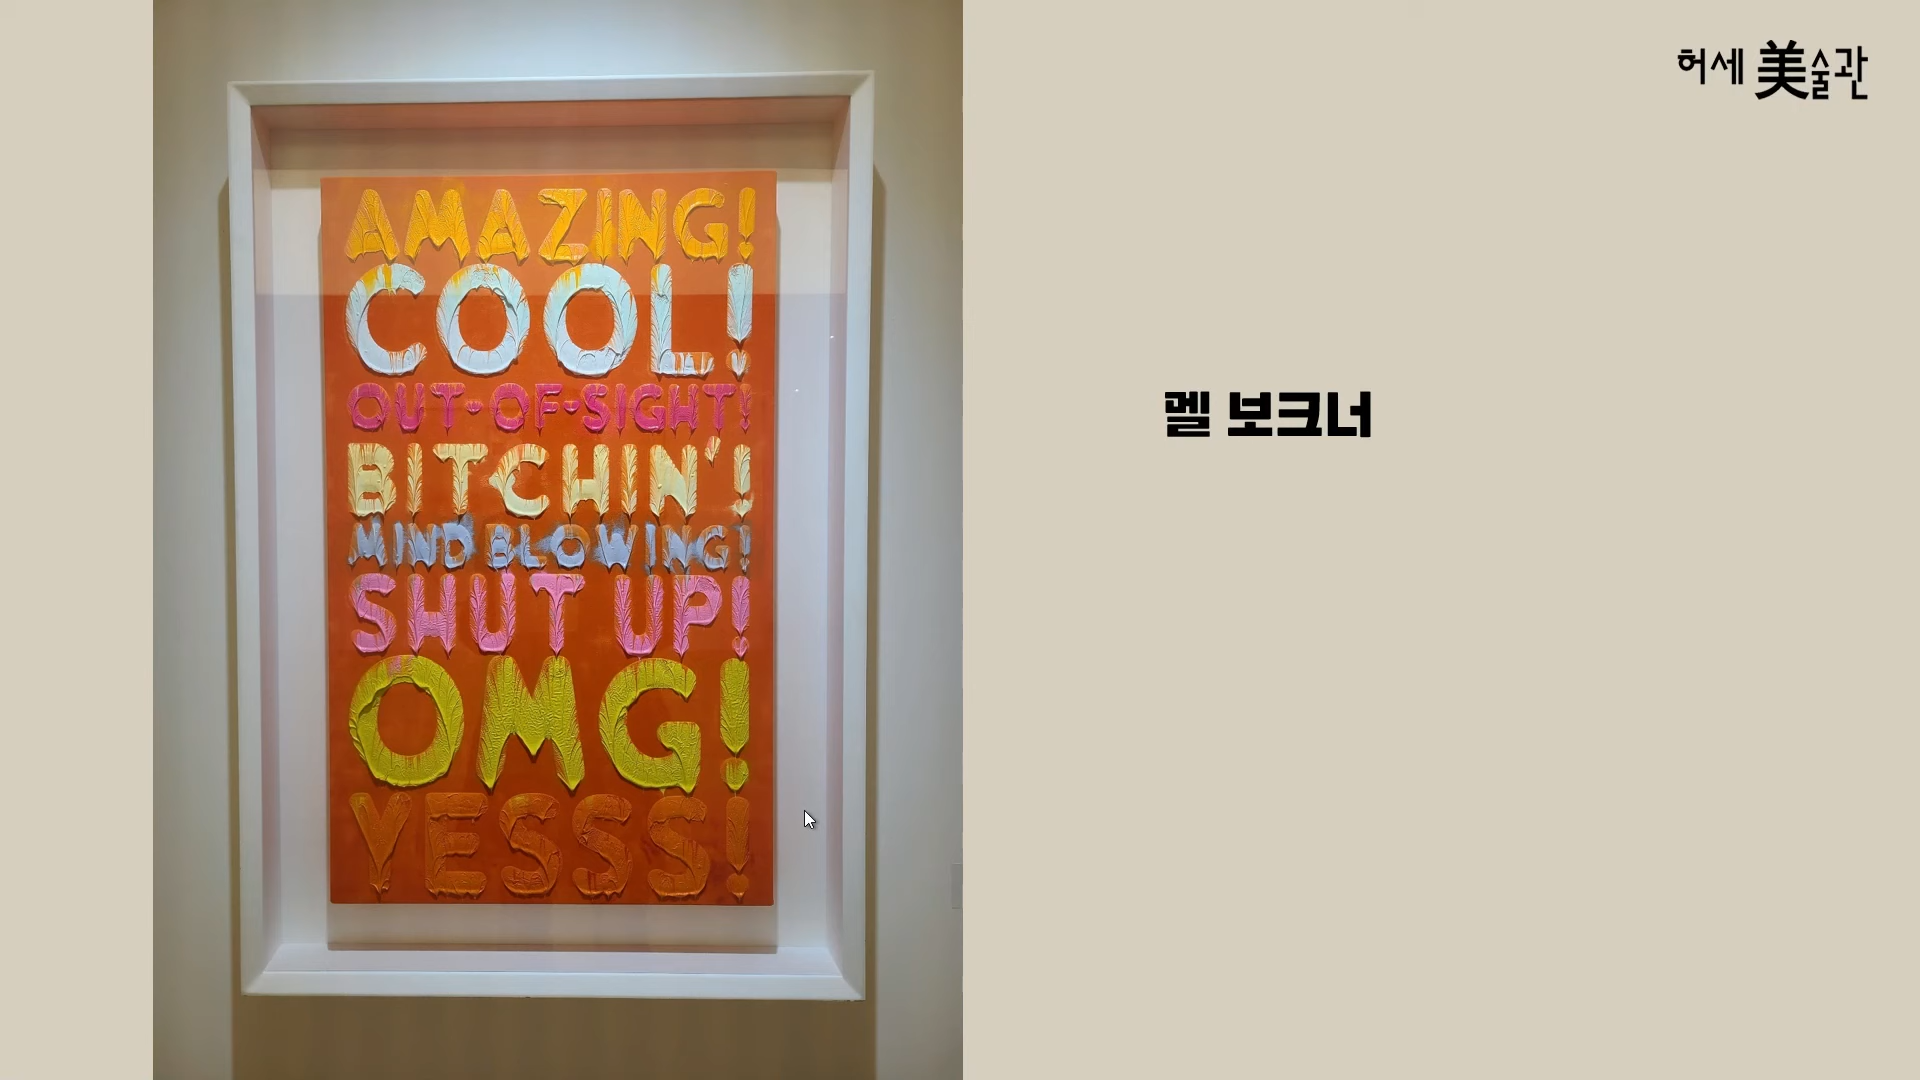 AMAZING!
COOL!
OUT-OF-SIGHT!
BITCHIN'!
MIND BLOWING!
SHUT UP!
OMG!
YESSS!
멜 보크너
허세 美술관